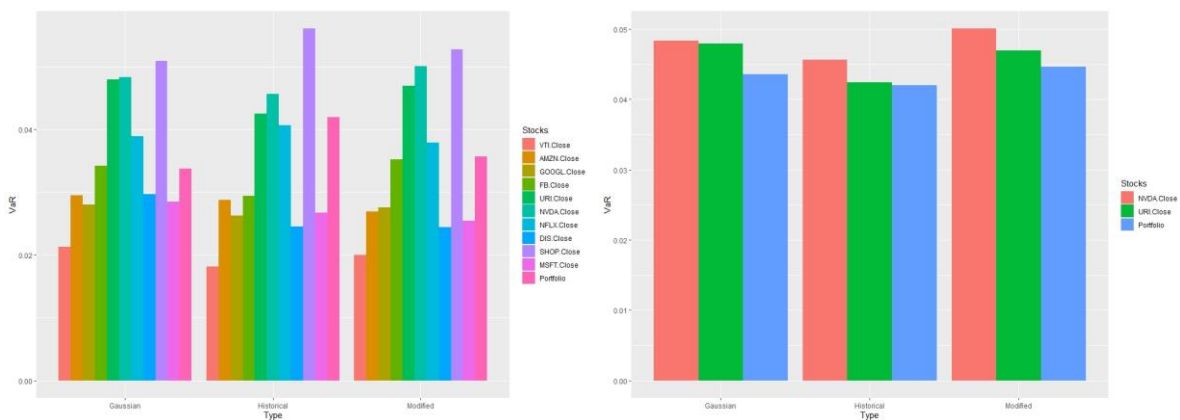 VaR
0.04
0.02
0.00
Gaussian
Historical
Modified
Type
Stocks
VTI.Close
AMZN.Close
GOOGL.Close
FB.Close
URI.Close
NVDA.Close
NFLX.Close
DIS.Close
SHOP.Close
MSFT.Close
Portfolio
VaR
0.05
0.04
0.03
0.02
0.01
0.00
Gaussian
Historical
Modified
Type
Stocks
NVDA.Close
URI.Close
Portfolio